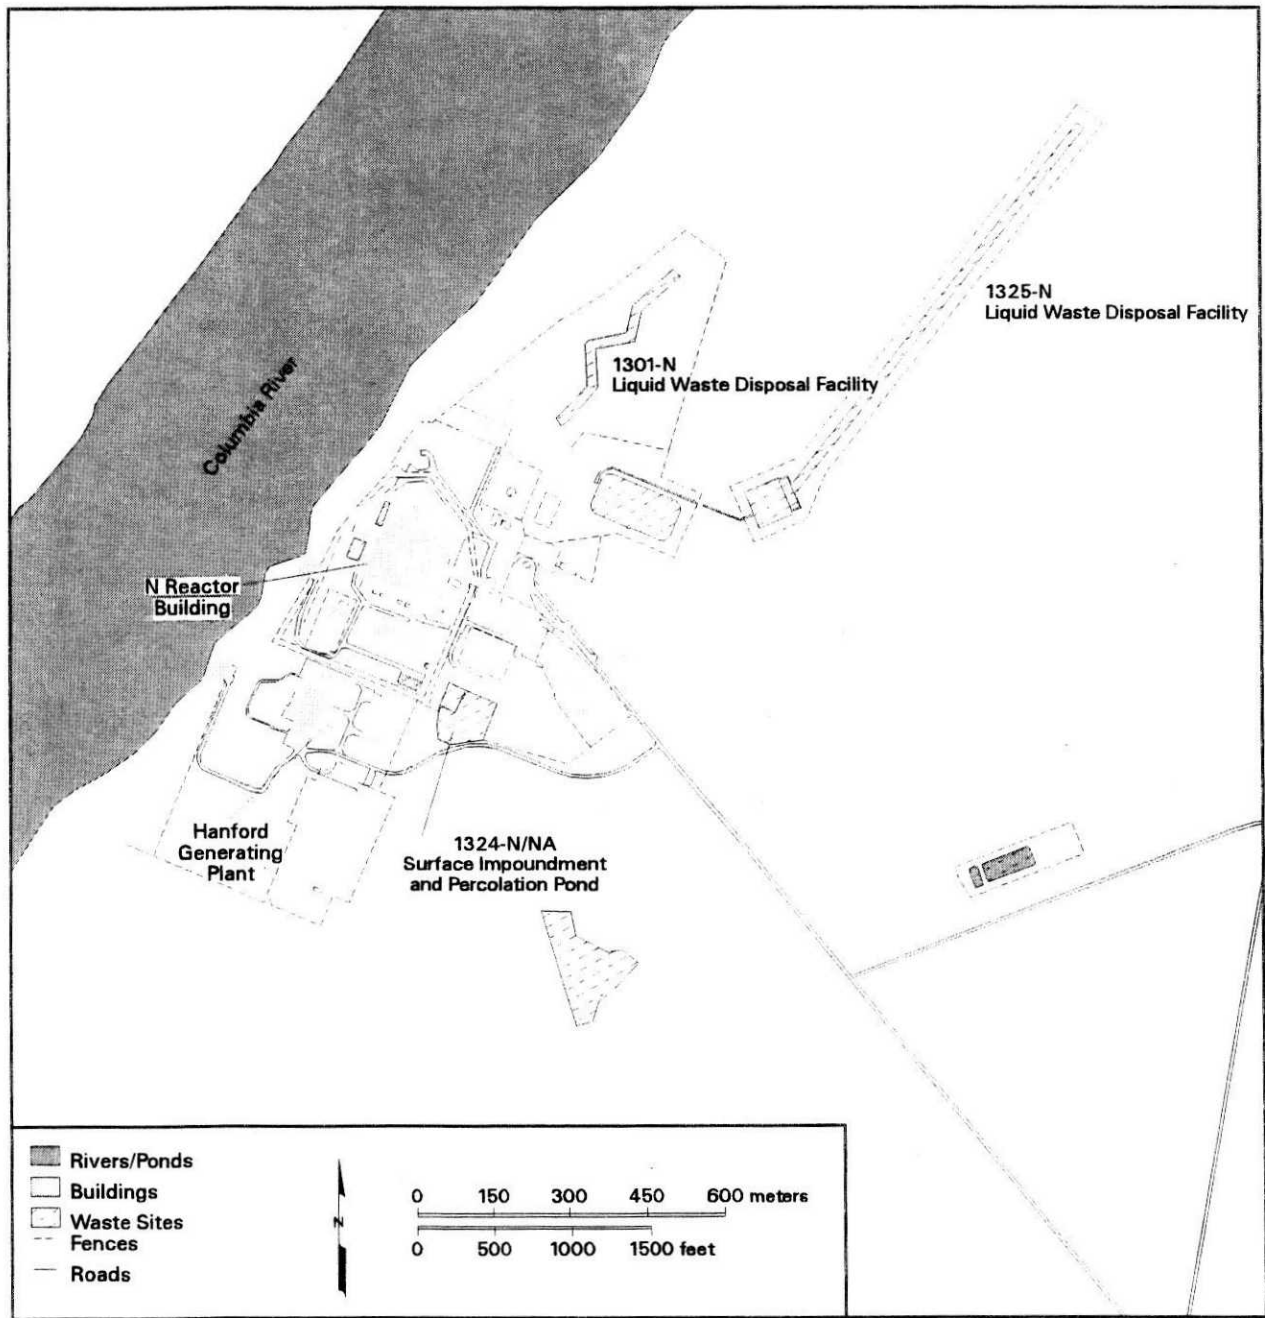 1325-N
Liquid Waste Disposal Facility
1301-N
Liquid Waste Disposal Facility
Columbia River
N Reactor
Building
Hanford
Generating
Plant
1324-N/NA
Surface Impoundment
and Percolation Pond
Rivers/Ponds
Buildings
Waste Sites
Fences
Roads
N
0 150 300 450 600 meters
0 500 1000 1500 feet